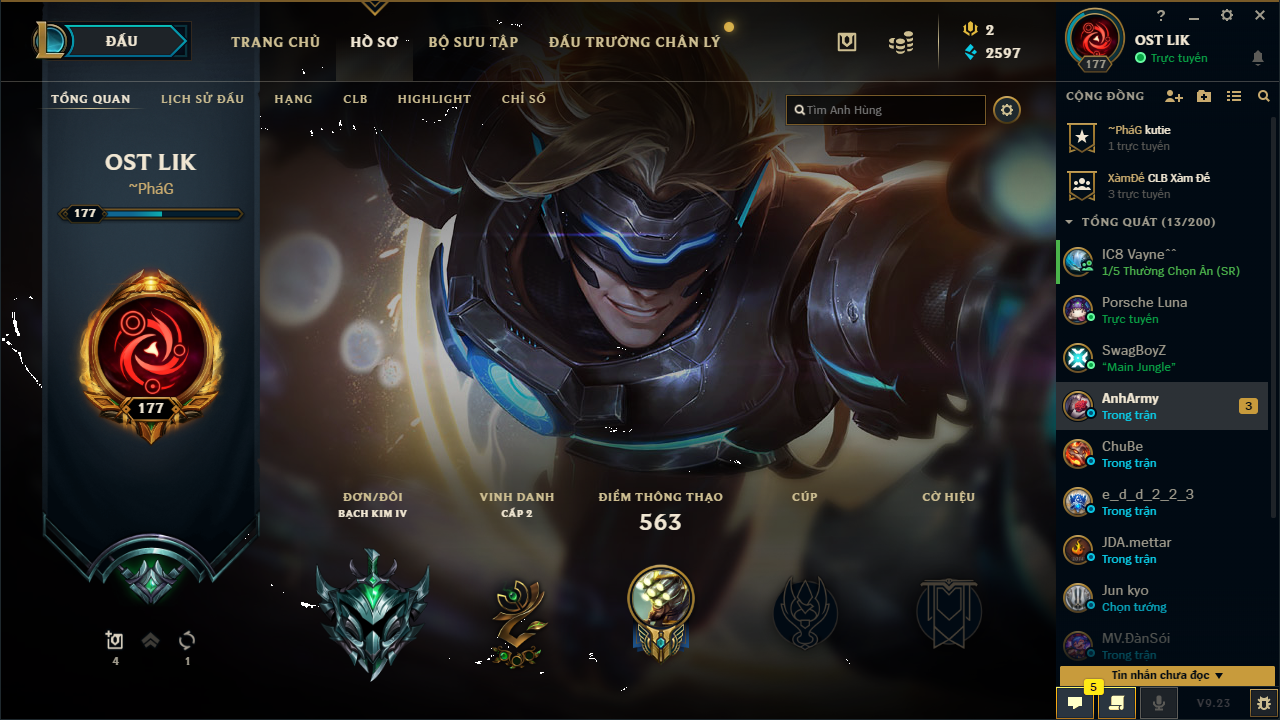 ĐẤU
TRANG CHỦ
HỒ SƠ
BỘ SƯU TẬP
ĐẤU TRƯỜNG CHÂN LÝ
2
2597
?
OST LIK
Trực tuyến
177
TỔNG QUAN
LỊCH SỬ ĐẤU
HẠNG
CLB
HIGHLIGHT
CHỈ SỐ
Tìm Anh Hùng
OST LIK
~PháG
177
177
4
1
ĐƠN/ĐÔI
BẠCH KIM IV
VINH DANH
CẤP 2
ĐIỂM THÔNG THẠO
563
CÚP
CỜ HIỆU
CỘNG ĐỒNG
~PháG kutie
1 trực tuyến
XàmĐế CLB Xàm Đế
3 trực tuyến
TỔNG QUÁT (13/200)
IC8 Vayne^^
1/5 Thường Chọn Ẩn (SR)
Porsche Luna
Trực tuyến
SwagBoyZ
"Main Jungle"
AnhArmy
Trong trận
3
ChuBe
Trong trận
e_d_d_2_2_3
Trong trận
JDA.mettar
Trong trận
Jun kyo
Chọn tướng
MV.ĐànSói
Trong trận
Tin nhắn chưa đọc
5
V9.23